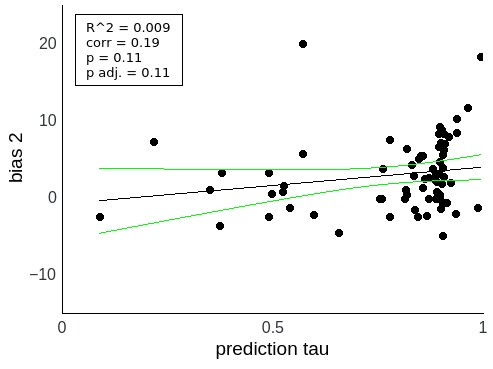 R^2 = 0.009
corr = 0.19
p = 0.11
p adj. = 0.11
20
10
0
−10
bias 2
0
0.5
1
prediction tau